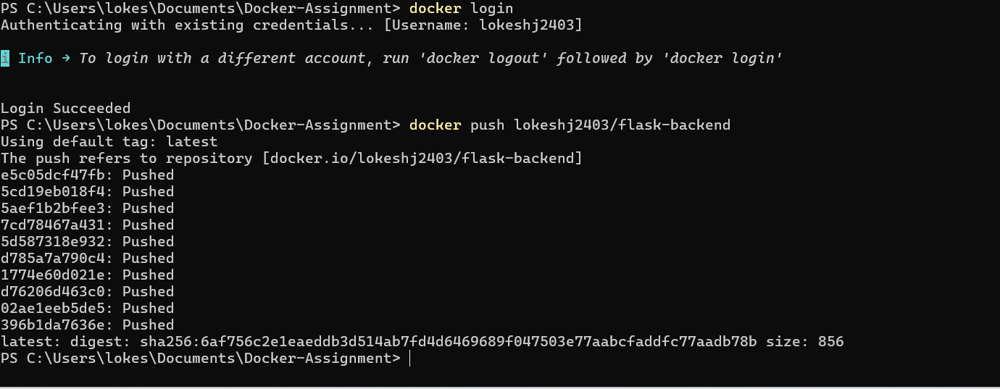 PS C:\Users\lokes\Documents\Docker-Assignment> docker login
Authenticating with existing credentials... [Username: lokeshj2403]
i Info → To login with a different account, run 'docker logout' followed by 'docker login'
Login Succeeded
PS C:\Users\lokes\Documents\Docker-Assignment> docker push lokeshj2403/flask-backend
Using default tag: latest
The push refers to repository [docker.io/lokeshj2403/flask-backend]
e5c05dcf47fb: Pushed
5cd19eb018f4: Pushed
5aef1b2bfee3: Pushed
7cd78467a431: Pushed
5d587318e932: Pushed
d785a7a790c4: Pushed
1774e60d021e: Pushed
d76206d463c0: Pushed
02ae1eeb5de5: Pushed
396b1da7636e: Pushed
latest: digest: sha256:6af756c2e1eaeddb3d514ab7fd4d6469689f047503e77aabcfaddfc77aadb78b size: 856
PS C:\Users\lokes\Documents\Docker-Assignment>